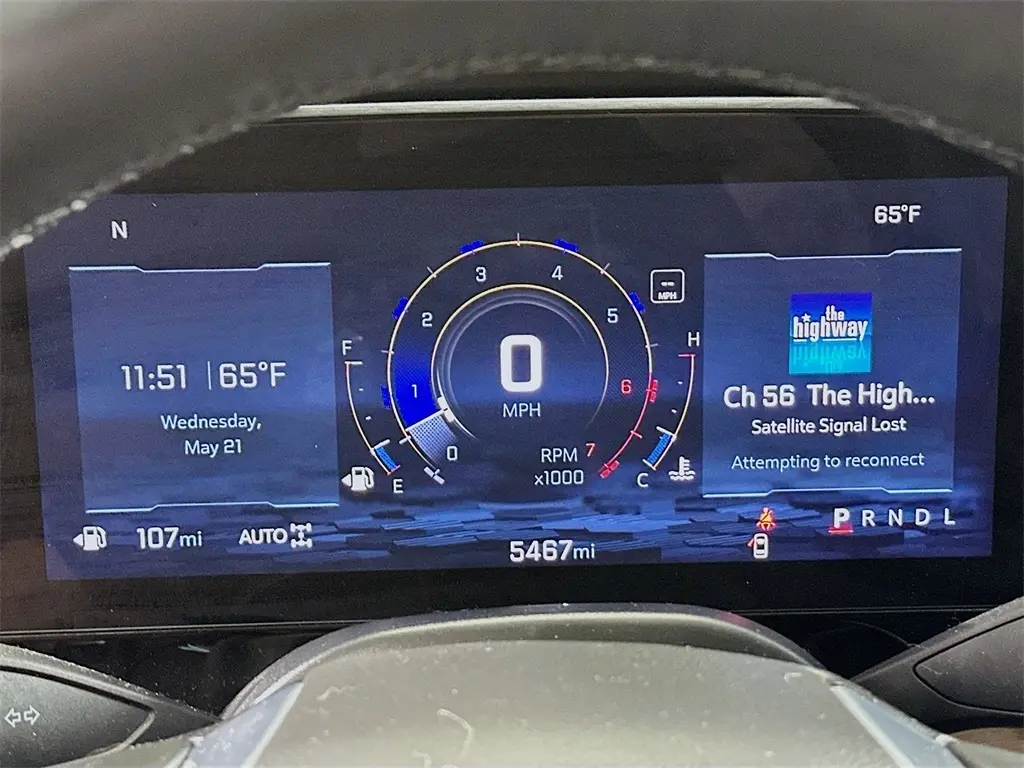 N
65°F
11:51 | 65°F
Wednesday,
May 21
F
E
0
1
2
3
4
5
6
7
RPM
x1000
0
MPH
--
MPH
H
C
the
highway
Ch 56 The High...
Satellite Signal Lost
Attempting to reconnect
107mi
AUTO
5467mi
P R N D L